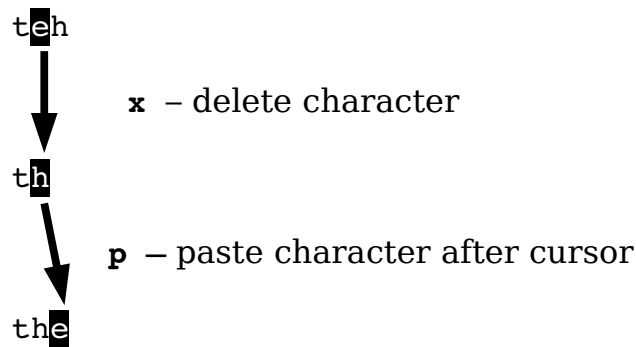 teh
x – delete character
th
p – paste character after cursor
the